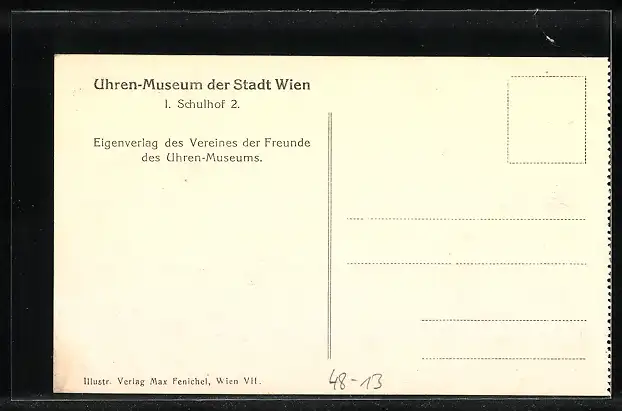 Uhren-Museum der Stadt Wien
I. Schulhof 2.
Eigenverlag des Vereines der Freunde
des Uhren-Museums.
Illustr. Verlag Max Fenichel, Wien VII.
48-13